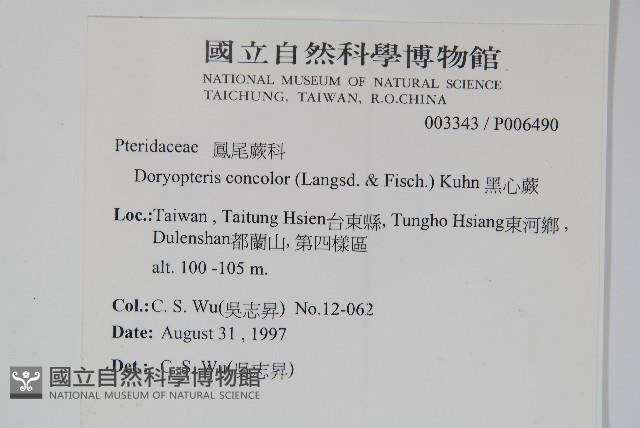 國立自然科學博物館
NATIONAL MUSEUM OF NATURAL SCIENCE
TAICHUNG, TAIWAN, R.O.CHINA
003343 / P006490
Pteridaceae 鳳尾蕨科
Doryopteris concolor (Langsd. & Fisch.) Kuhn 黑心蕨
Loc.:Taiwan , Taitung Hsien台東縣, Tungho Hsiang東河鄉 ,
Dulenshan都蘭山, 第四樣區
alt. 100 -105 m.
Col.: C. S. Wu(吳志昇) No.12-062
Date: August 31 , 1997
Det.: C. S. Wu(吳志昇)
國立自然科學博物館
NATIONAL MUSEUM OF NATURAL SCIENCE